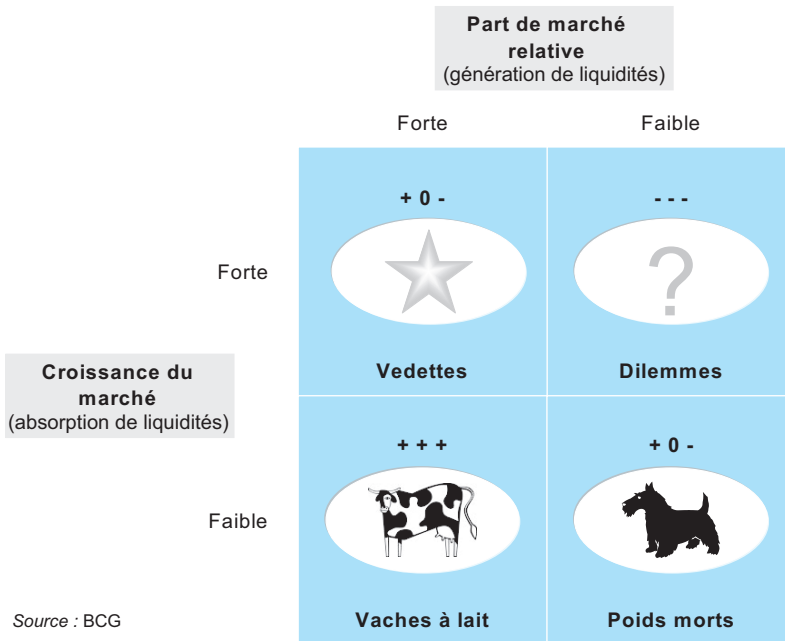 Part de marché
relative
(génération de liquidités)
Forte
Faible
+ 0 -
- - -
Forte
?
Vedettes
Dilemmes
Croissance du
marché
(absorption de liquidités)
+ + +
+ 0 -
Faible
Source : BCG
Vaches à lait
Poids morts